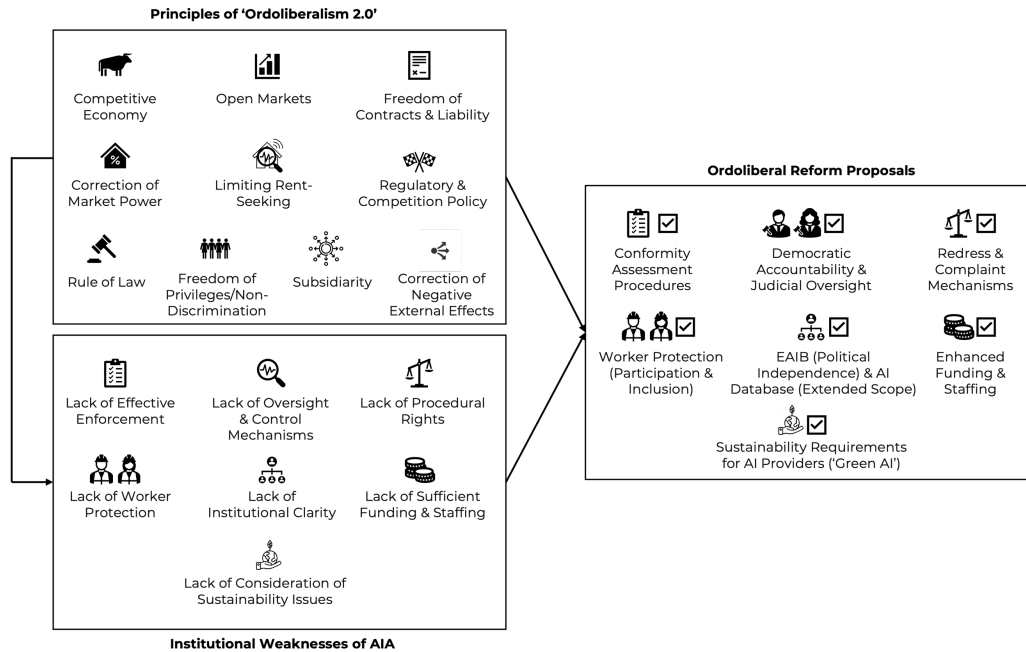 Principles of ‘Ordoliberalism 2.0’
Competitive
Economy
Open Markets
Freedom of
Contracts & Liability
%
Correction of
Market Power
Limiting Rent-
Seeking
Regulatory &
Competition Policy
Rule of Law
Freedom of
Privileges/Non-
Discrimination
Subsidiarity
Correction of
Negative
External Effects
Lack of Effective
Enforcement
Lack of Oversight
& Control
Mechanisms
Lack of Procedural
Rights
Lack of Worker
Protection
Lack of
Institutional Clarity
Lack of Sufficient
Funding & Staffing
Lack of Consideration of
Sustainability Issues
Institutional Weaknesses of AIA
Ordoliberal Reform Proposals
Conformity
Assessment
Procedures
Democratic
Accountability &
Judicial Oversight
Redress &
Complaint
Mechanisms
Worker Protection
(Participation &
Inclusion)
EAIB (Political
Independence) & AI
Database (Extended Scope)
Enhanced
Funding &
Staffing
Sustainability Requirements
for AI Providers (‘Green AI’)